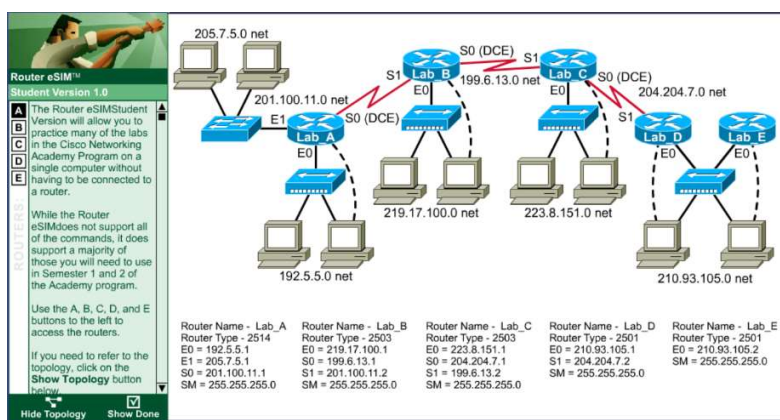 Router eSIM™
Student Version 1.0
A
B
C
D
E
ROUTERS:
The Router eSIMStudent
Version will allow you to
practice many of the labs
in the Cisco Networking
Academy Program on a
single computer without
having to be connected to
a router.
While the Router
eSIMdoes not support all
of the commands, it does
support a majority of
those you will need to use
in Semester 1 and 2 of
the Academy program.
Use the A, B, C, D, and E
buttons to the left to
access the routers.
If you need to refer to the
topology, click on the
Show Topology button
below.
Hide Topology
Show Done
205.7.5.0 net
201.100.11.0 net
E1
Lab A
S0 (DCE)
E0
192.5.5.0 net
S1
Lab B
S0 (DCE)
E0
199.6.13.0 net
219.17.100.0 net
S1
Lab C
S0 (DCE)
E0
204.204.7.0 net
223.8.151.0 net
S1
Lab D
E0
Lab E
E0
210.93.105.0 net
Router Name - Lab_A
Router Type - 2514
E0 = 192.5.5.1
E1 = 205.7.5.1
S0 = 201.100.11.1
SM = 255.255.255.0
Router Name - Lab_B
Router Type - 2503
E0 = 219.17.100.1
S0 = 199.6.13.1
S1 = 201.100.11.2
SM = 255.255.255.0
Router Name - Lab_C
Router Type - 2503
E0 = 223.8.151.1
S0 = 204.204.7.1
S1 = 199.6.13.2
SM = 255.255.255.0
Router Name - Lab_D
Router Type - 2501
E0 = 210.93.105.1
S1 = 204.204.7.2
SM = 255.255.255.0
Router Name - Lab_E
Router Type - 2501
E0 = 210.93.105.2
SM = 255.255.255.0